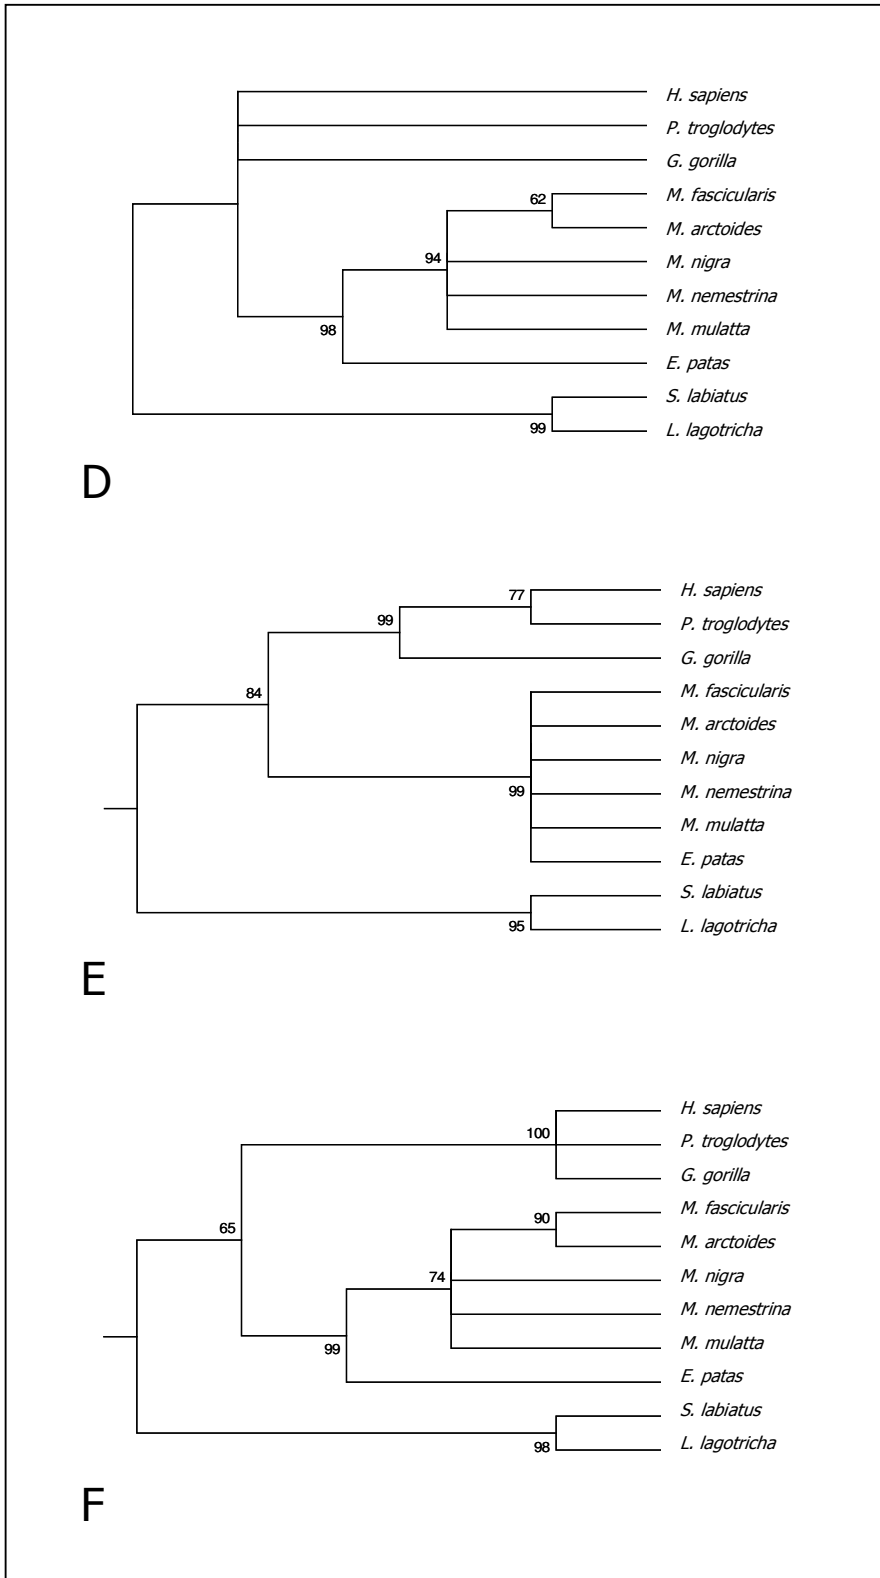 H. sapiens
P. troglodytes
G. gorilla
62
M. fascicularis
M. arctoides
94
M. nigra
M. nemestrina
98
M. mulatta
E. patas
S. labiatus
99
L. lagotricha
D
77
H. sapiens
99
P. troglodytes
G. gorilla
84
M. fascicularis
M. arctoides
M. nigra
99
M. nemestrina
M. mulatta
E. patas
S. labiatus
95
L. lagotricha
E
H. sapiens
100
P. troglodytes
G. gorilla
M. fascicularis
90
65
M. arctoides
74
M. nigra
M. nemestrina
99
M. mulatta
E. patas
S. labiatus
98
L. lagotricha
F